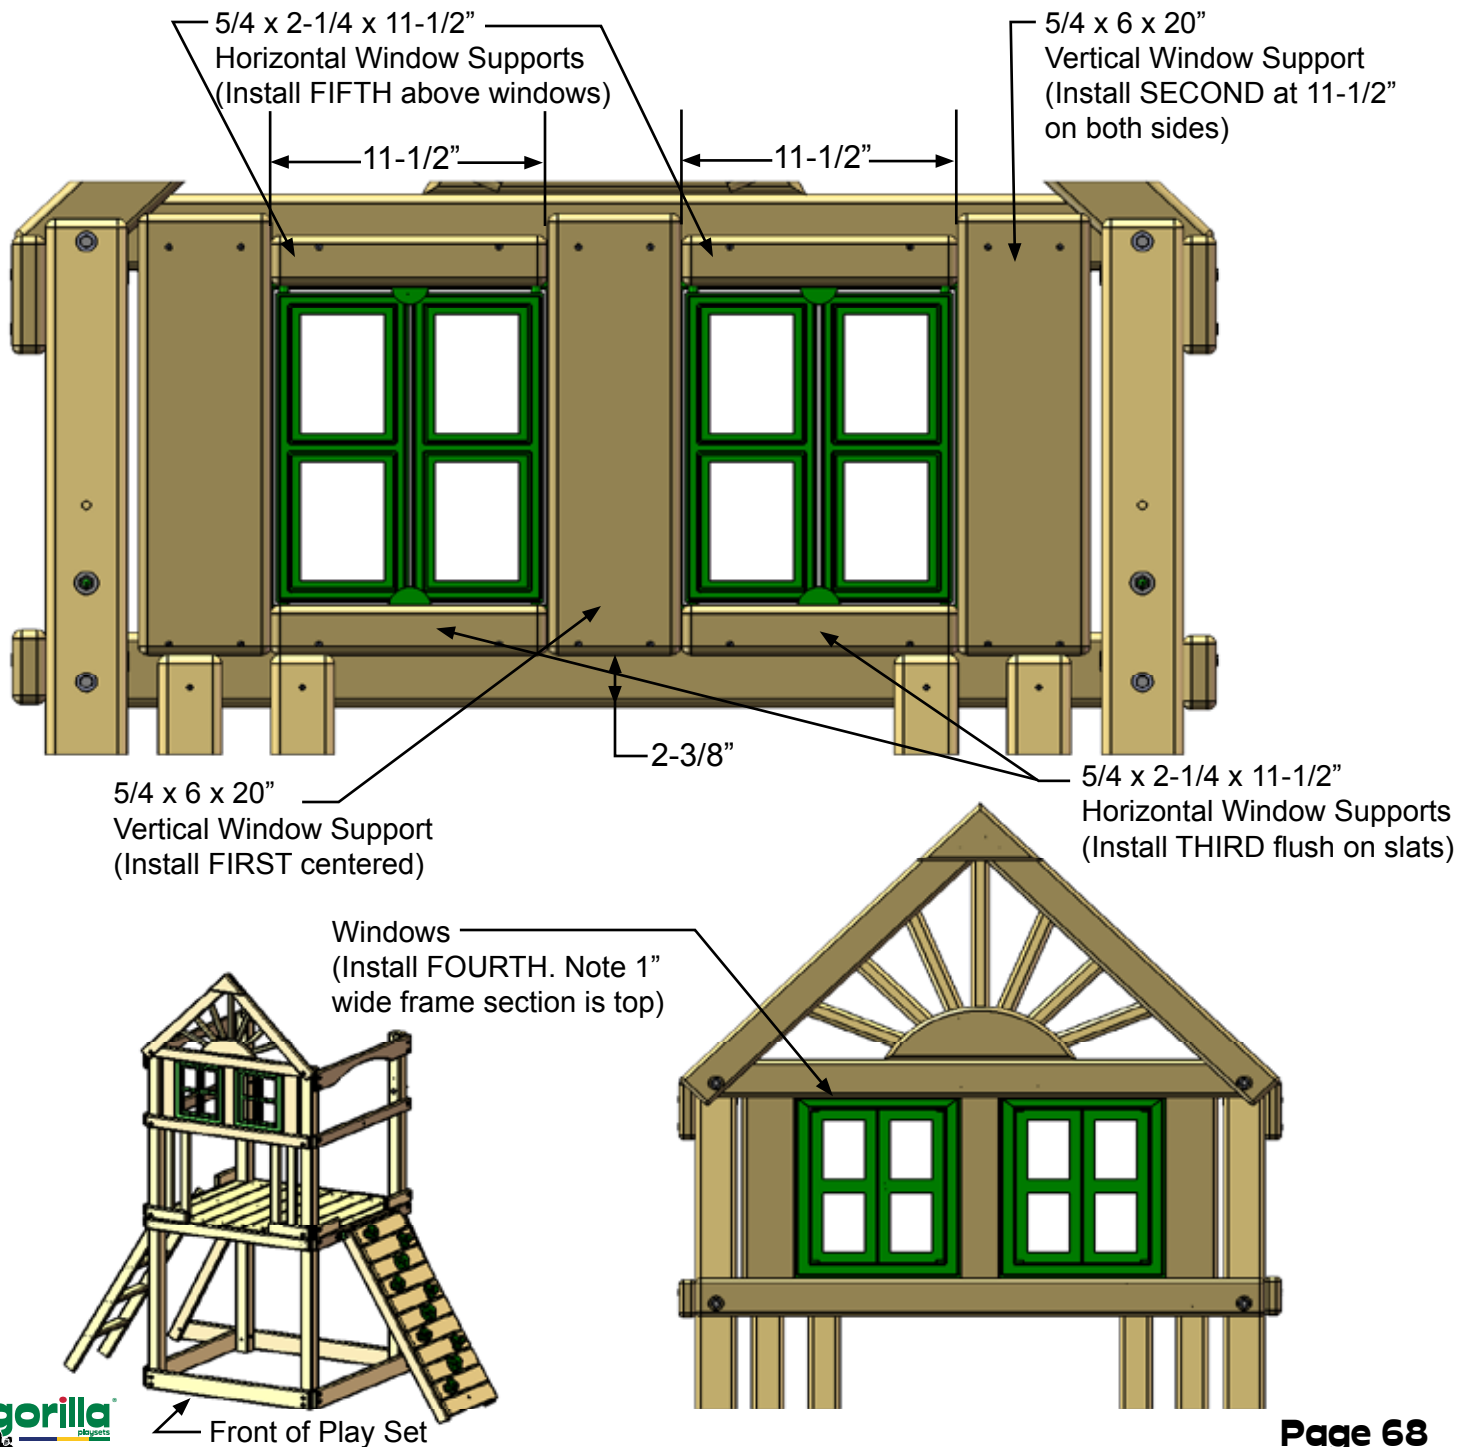 5/4 x 2-1/4 x 11-1/2”
Horizontal Window Supports
(Install FIFTH above windows)
5/4 x 6 x 20”
Vertical Window Support
(Install SECOND at 11-1/2”
on both sides)
11-1/2”
11-1/2”
2-3/8”
5/4 x 6 x 20”
Vertical Window Support
(Install FIRST centered)
5/4 x 2-1/4 x 11-1/2”
Horizontal Window Supports
(Install THIRD flush on slats)
Windows
(Install FOURTH. Note 1”
wide frame section is top)
Front of Play Set
gorilla
playsets
Page 68